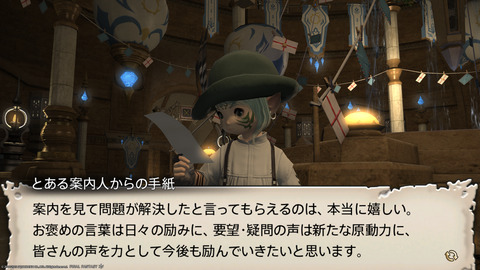 とある案内人からの手紙
案内を見て問題が解決したと言ってもらえるのは、本当に嬉しい。
お褒めの言葉は日々の励みに、要望・疑問の声は新たな原動力に、
皆さんの声を力として今後も励んでいきたいと思います。